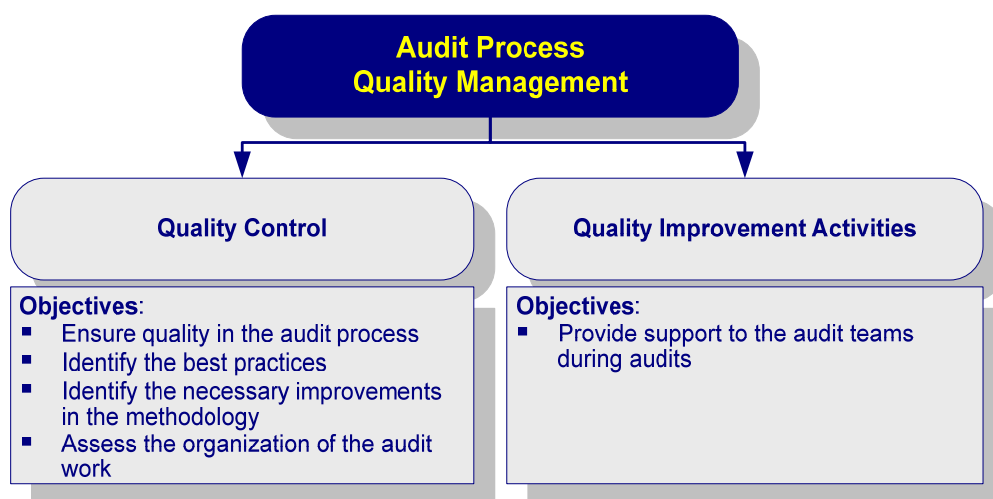 Audit Process
Quality Management
Quality Control
Quality Improvement Activities
Objectives:
▪ Ensure quality in the audit process
▪ Identify the best practices
▪ Identify the necessary improvements
in the methodology
▪ Assess the organization of the audit
work
Objectives:
▪ Provide support to the audit teams
during audits